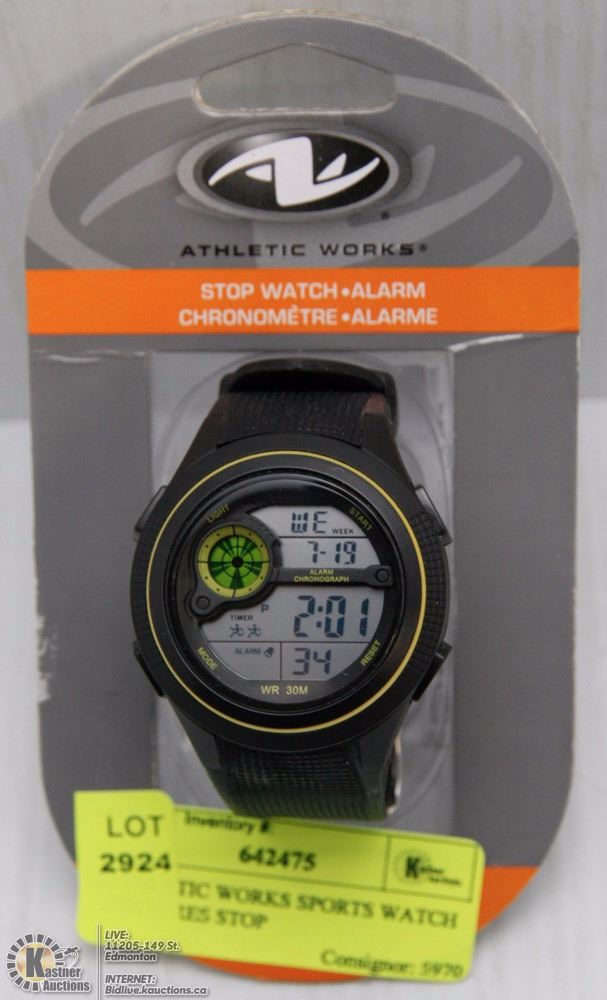 ATHLETIC WORKS®
STOP WATCH•ALARM
CHRONOMÈTRE•ALARME
LIGHT
START
WE WEEK
7-19
ALARM
CHRONOGRAPH
P
2:01
TIMER
ALARM
34
MODE
RESET
WR 30M
LOT
2924
Inventory #:
642475
Kastner
Auctions
TIC WORKS SPORTS WATCH
STOP
Consignor: 5970
Kastner
Auctions
LIVE:
11205-149 St.
Edmonton
INTERNET:
Bidlive.kauctions.ca